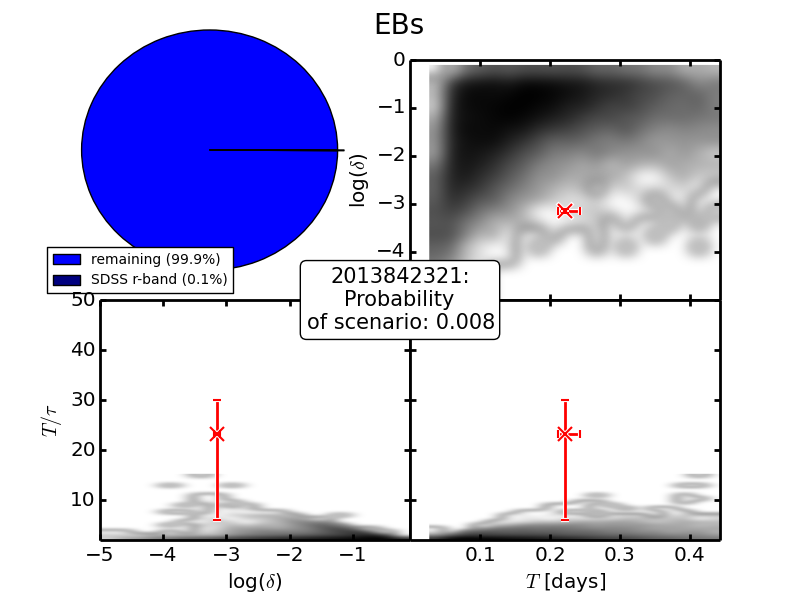 EBs
0
−1
−2
−3
−4
log(δ)
remaining (99.9%)
SDSS r-band (0.1%)
2013842321:
Probability
of scenario: 0.008
50
40
30
20
10
T/τ
−5 −4 −3 −2 −1
log(δ)
0.1 0.2 0.3 0.4
T [days]